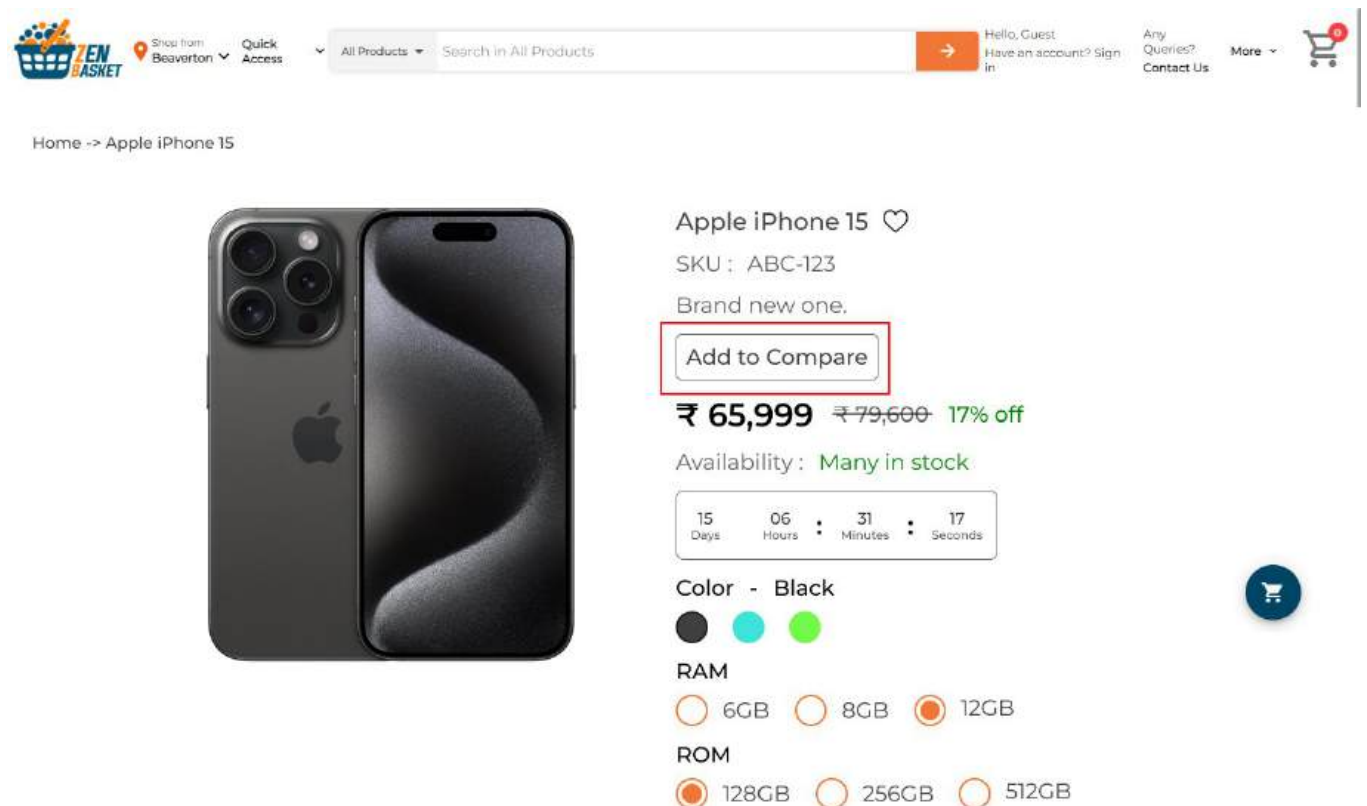 ZEN
BASKET
Shop from
Beaverton
Quick
Access
All Products
Search in All Products
Hello, Guest
Have an account? Sign
in
Any
Queries?
Contact Us
More
0
Home -> Apple iPhone 15
Apple iPhone 15
SKU : ABC-123
Brand new one.
Add to Compare
₹ 65,999 ₹ 79,600 17% off
Availability : Many in stock
15 06 : 31 : 17
Days Hours Minutes Seconds
Color - Black
RAM
6GB 8GB 12GB
ROM
128GB 256GB 512GB